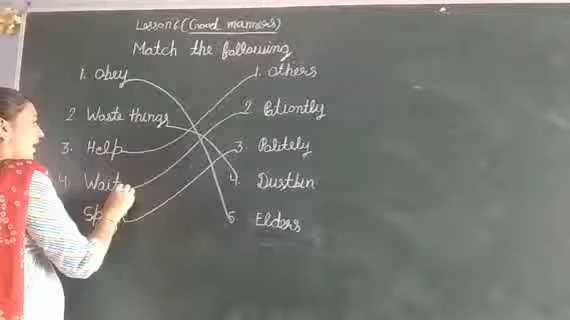 Lesson 6 (Good manners)
Match the following
1. Obey 1. Others
2 Waste things 2 Patiently
3. Help 3. Politely
4. Wait 4. Dustbin
5. Elders